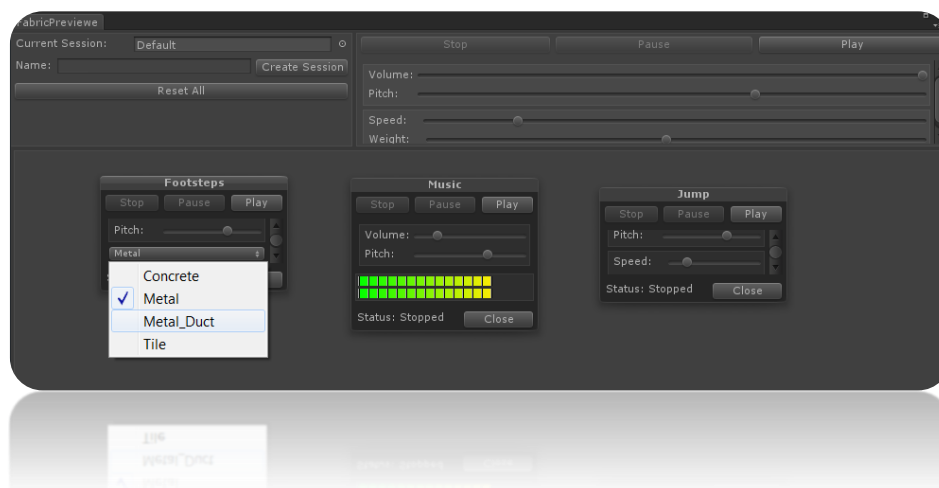 FabricPreviewe
Current Session: Default
Name: Create Session
Reset All
Stop Pause Play
Volume:
Pitch:
Speed:
Weight:
Footsteps
Stop Pause Play
Pitch:
Metal
Concrete
Metal
Metal_Duct
Tile
Music
Stop Pause Play
Volume:
Pitch:
Status: Stopped Close
Jump
Stop Pause Play
Pitch:
Speed:
Status: Stopped Close